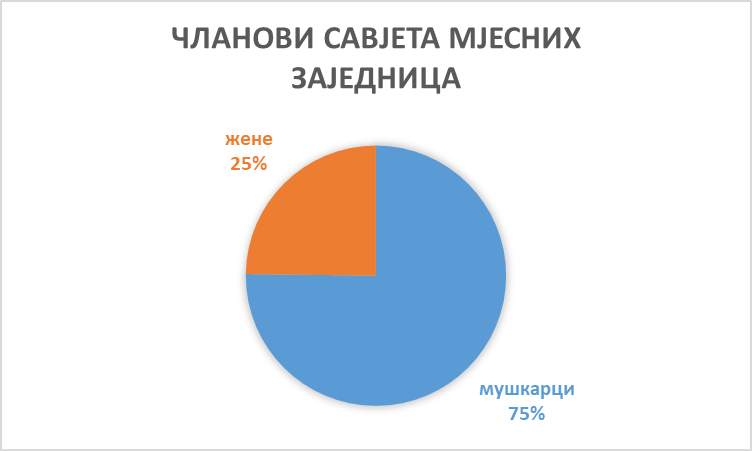 ЧЛАНОВИ САВЈЕТА МЈЕСНИХ
ЗАЈЕДНИЦА
жене
25%
мушкарци
75%